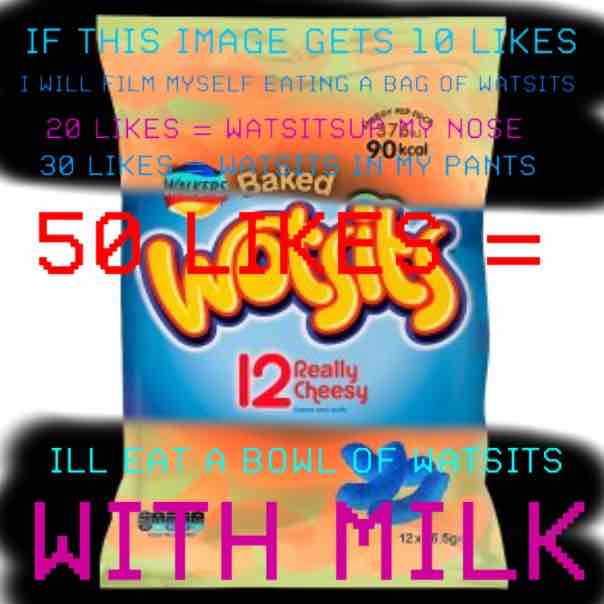 IF THIS IMAGE GETS 10 LIKES
I WILL FILM MYSELF EATING A BAG OF WATSITS
20 LIKES = WATSITSUP MY NOSE
90kcal
30 LIKES = WATSITS IN MY PANTS
WALKERS Baked
50 LIKES =
Wotsits
12 Really
Cheesy
ILL EAT A BOWL OF WATSITS
WITH MILK